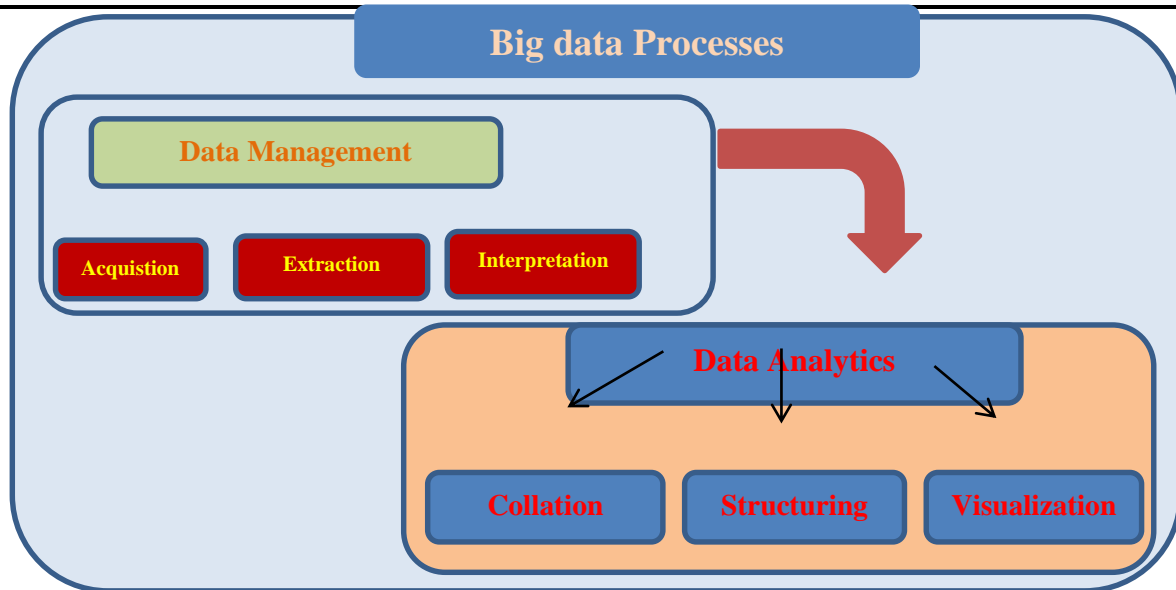 Big data Processes
Data Management
Acquistion
Extraction
Interpretation
Data Analytics
Collation
Structuring
Visualization